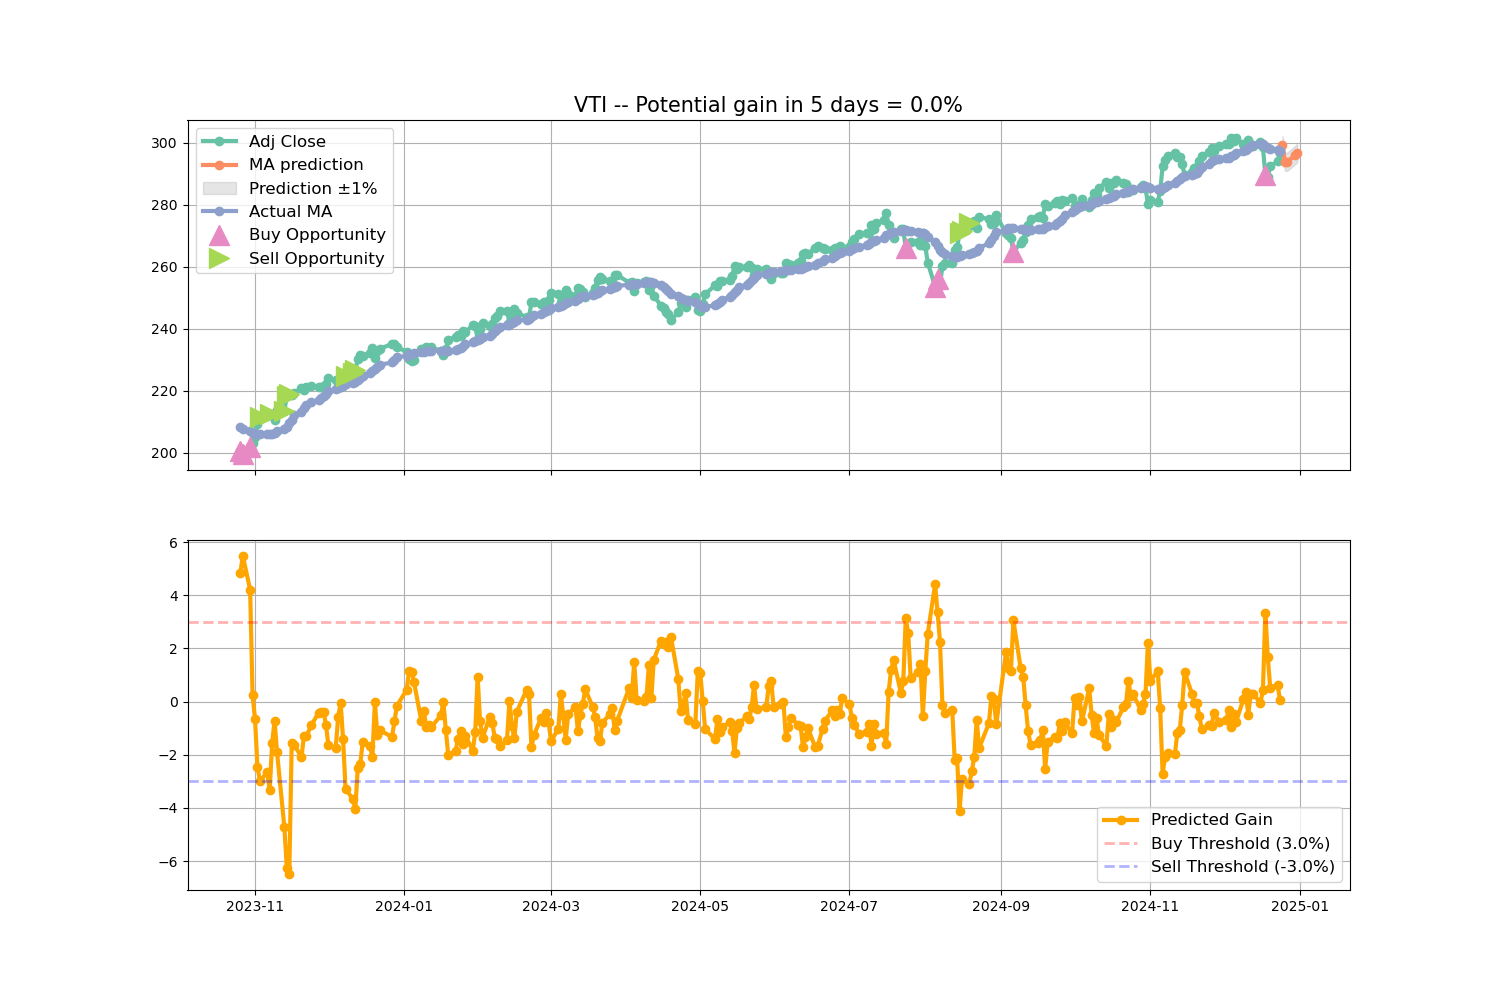 VTI -- Potential gain in 5 days = 0.0%
300
280
260
240
220
200
Adj Close
MA prediction
Prediction ±1%
Actual MA
Buy Opportunity
Sell Opportunity
6
4
2
0
−2
−4
−6
Predicted Gain
Buy Threshold (3.0%)
Sell Threshold (-3.0%)
2023-11 2024-01 2024-03 2024-05 2024-07 2024-09 2024-11 2025-01